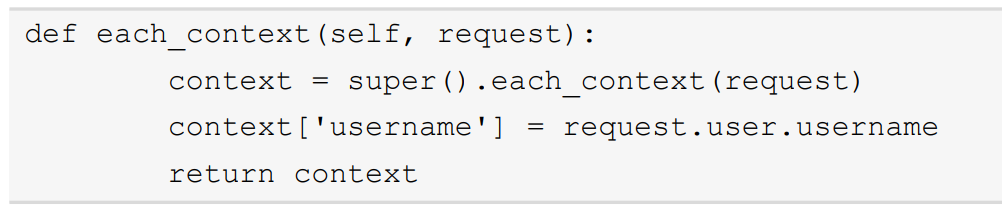 def each_context(self, request):
        context = super().each_context(request)
        context['username'] = request.user.username
        return context